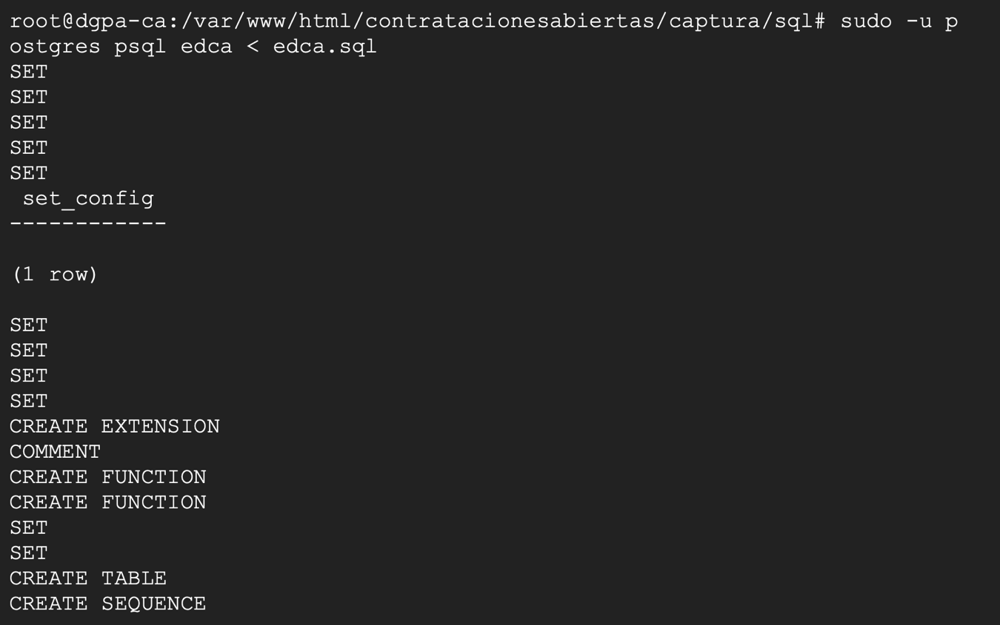 root@dgpa-ca:/var/www/html/contratacionesabiertas/captura/sql# sudo -u p
ostgres psql edca < edca.sql
SET
SET
SET
SET
SET
 set_config
------------

(1 row)

SET
SET
SET
SET
CREATE EXTENSION
COMMENT
CREATE FUNCTION
CREATE FUNCTION
SET
SET
CREATE TABLE
CREATE SEQUENCE